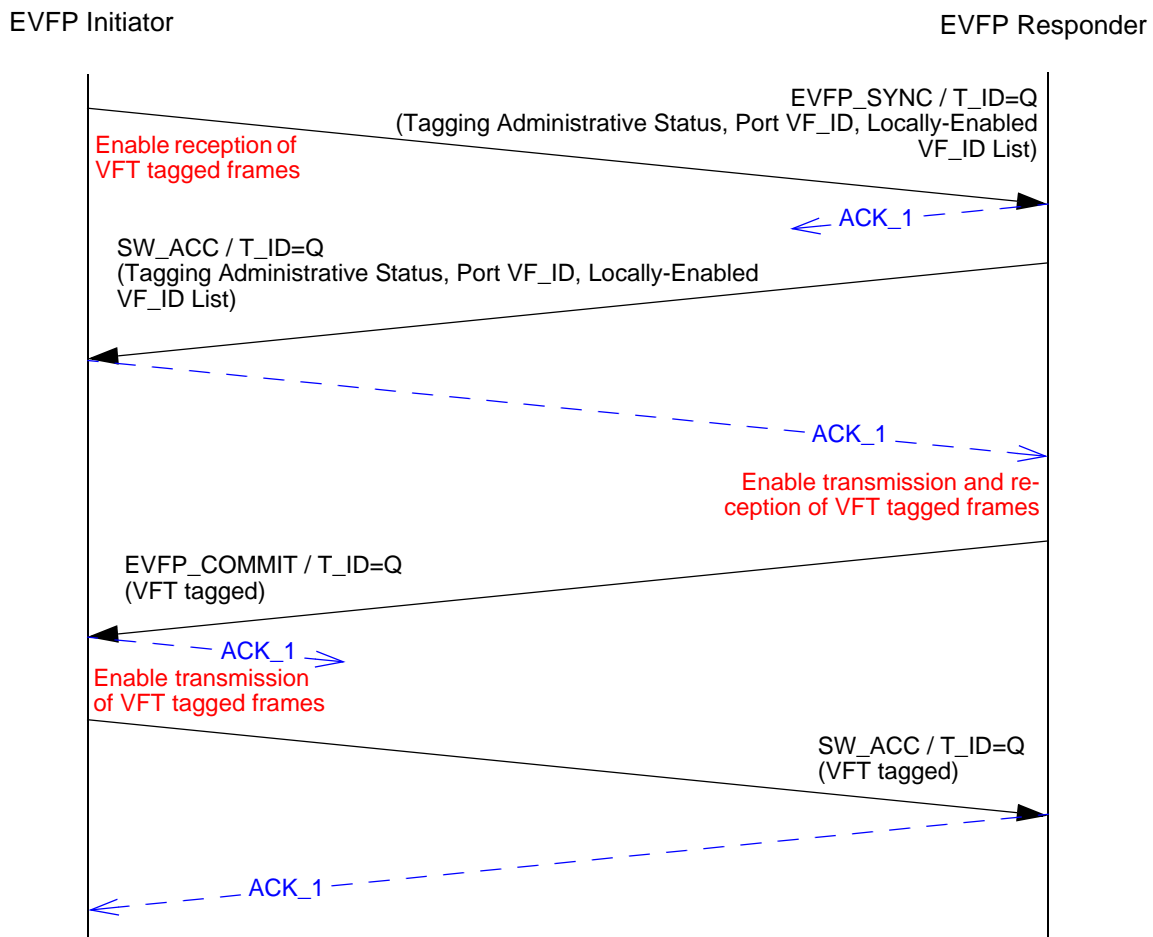 EVFP Initiator
EVFP Responder
EVFP_SYNC / T_ID=Q
(Tagging Administrative Status, Port VF_ID, Locally-Enabled
VF_ID List)
Enable reception of
VFT tagged frames
ACK_1
SW_ACC / T_ID=Q
(Tagging Administrative Status, Port VF_ID, Locally-Enabled
VF_ID List)
ACK_1
Enable transmission and re-
ception of VFT tagged frames
EVFP_COMMIT / T_ID=Q
(VFT tagged)
ACK_1
Enable transmission
of VFT tagged frames
SW_ACC / T_ID=Q
(VFT tagged)
ACK_1